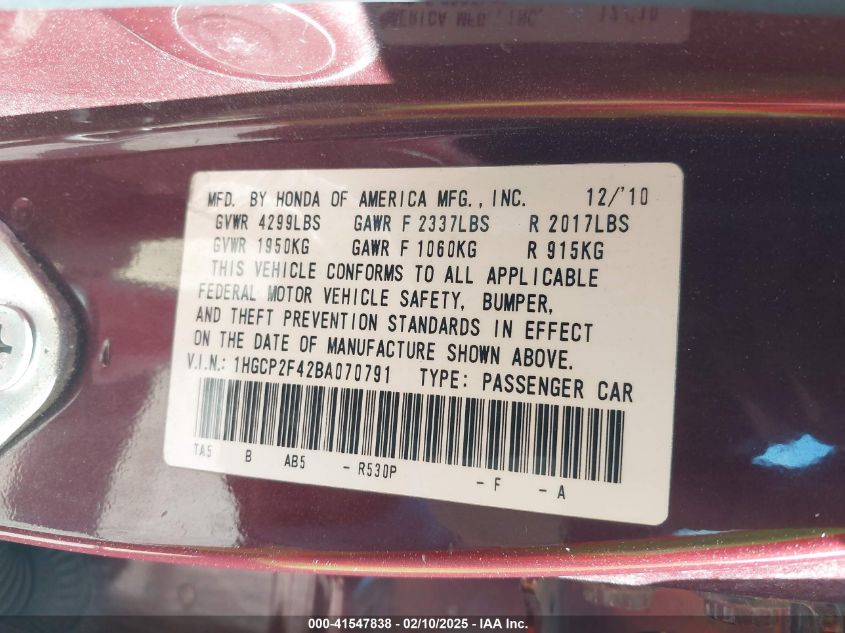 MFD. BY HONDA OF AMERICA MFG., INC. 12/'10
GVWR 4299LBS GAWR F 2337LBS R 2017LBS
GVWR 1950KG GAWR F 1060KG R 915KG
THIS VEHICLE CONFORMS TO ALL APPLICABLE
FEDERAL MOTOR VEHICLE SAFETY, BUMPER,
AND THEFT PREVENTION STANDARDS IN EFFECT
ON THE DATE OF MANUFACTURE SHOWN ABOVE.
V.I.N.: 1HGCP2F42BA070791 TYPE: PASSENGER CAR
TA5 B AB5 - R530P - F - A
000-41547838 - 02/10/2025 - IAA Inc.